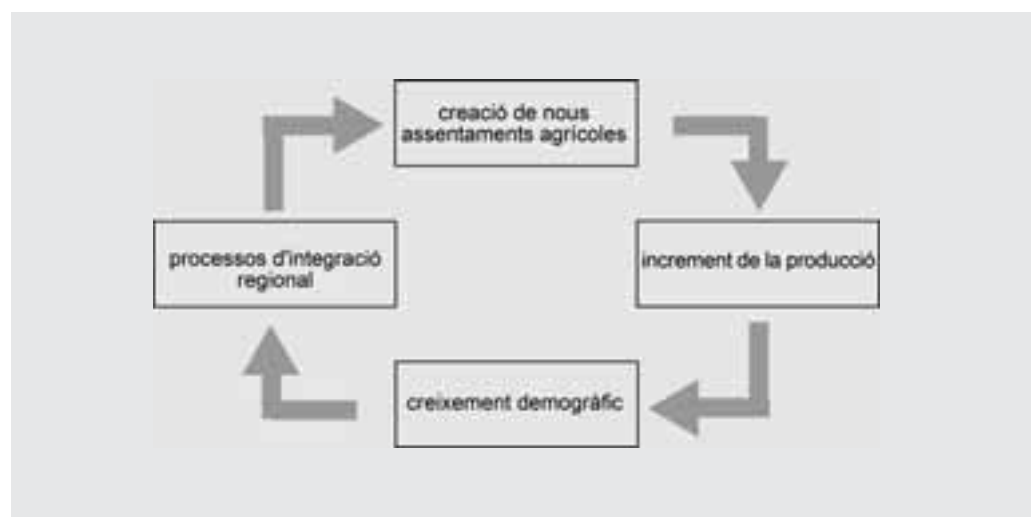 creació de nous
assentaments agrícoles
processos d'integració
regional
increment de la producció
creixement demogràfic